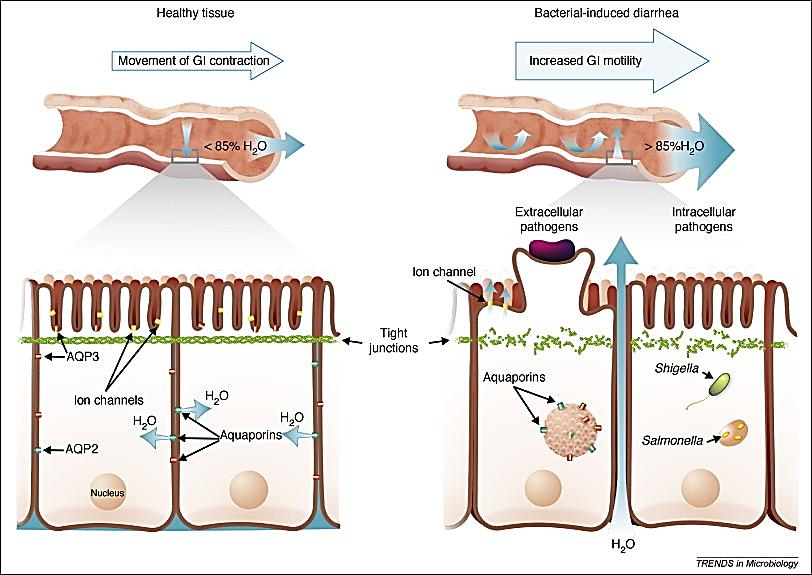 Healthy tissue
Bacterial-induced diarrhea
Movement of GI contraction
Increased GI motility
< 85% H2O
> 85%H2O
Extracellular
pathogens
Intracellular
pathogens
Ion channel
Tight
junctions
AQP3
Ion channels
H2O
H2O
H2O
Aquaporins
AQP2
Nucleus
Aquaporins
Shigella
Salmonella
H2O
TRENDS in Microbiology